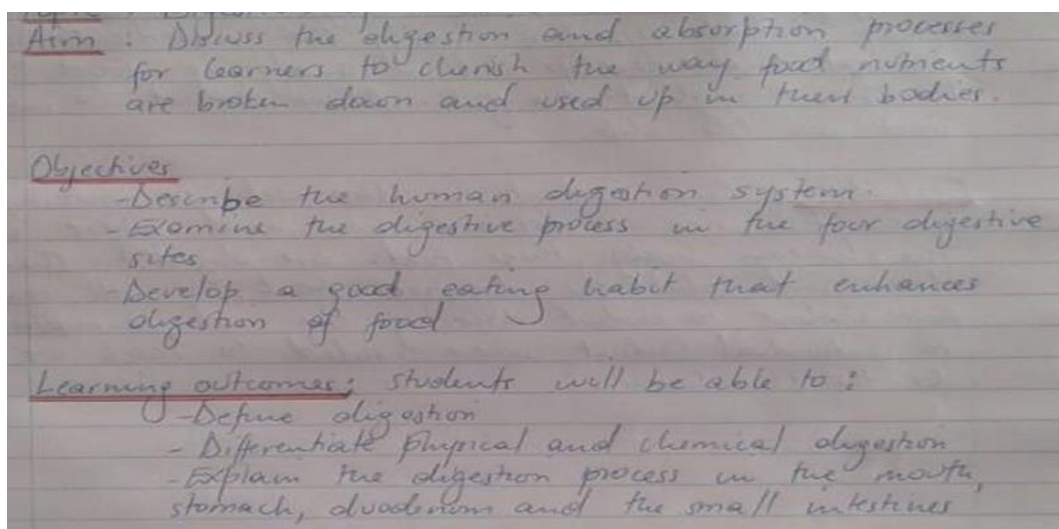 Aim : Discuss the digestion and absorption processes
for learners to cherish the way food nutrients
are broken down and used up in their bodies.
Objectives
-Describe the human digestion system.
-Examine the digestive process in the four digestive
sites
-Develop a good eating habit that enhances
digestion of food
Learning outcomes; students will be able to :
-Define digestion
- Differentiate physical and chemical digestion
-Explain the digestion process in the mouth,
stomach, duodenum and the small intestines